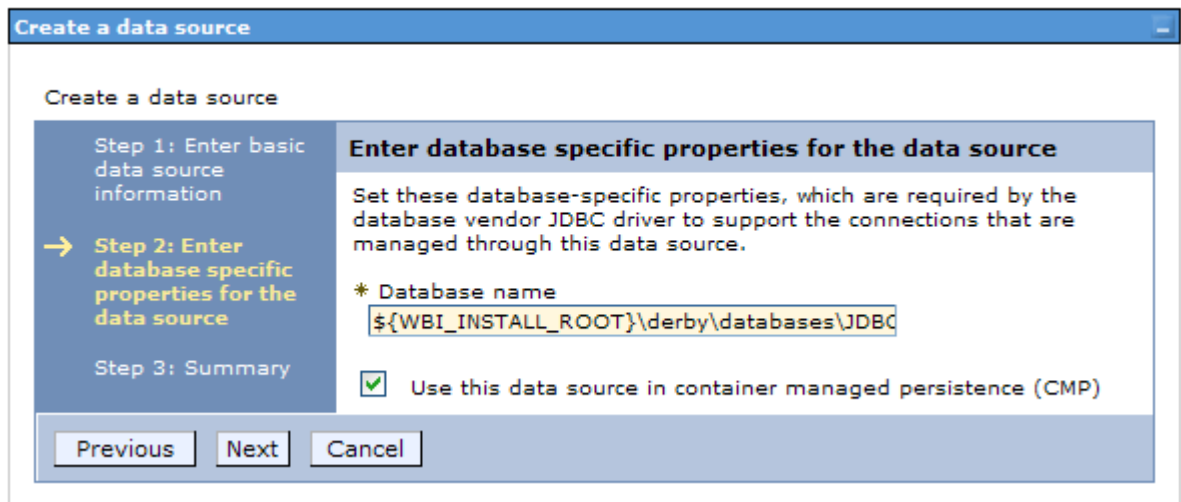 Create a data source
Create a data source
Step 1: Enter basic
data source
information
Step 2: Enter
database specific
properties for the
data source
Step 3: Summary
Enter database specific properties for the data source
Set these database-specific properties, which are required by the
database vendor JDBC driver to support the connections that are
managed through this data source.
* Database name
${WBI_INSTALL_ROOT}\derby\databases\JDBC
Use this data source in container managed persistence (CMP)
Previous Next Cancel